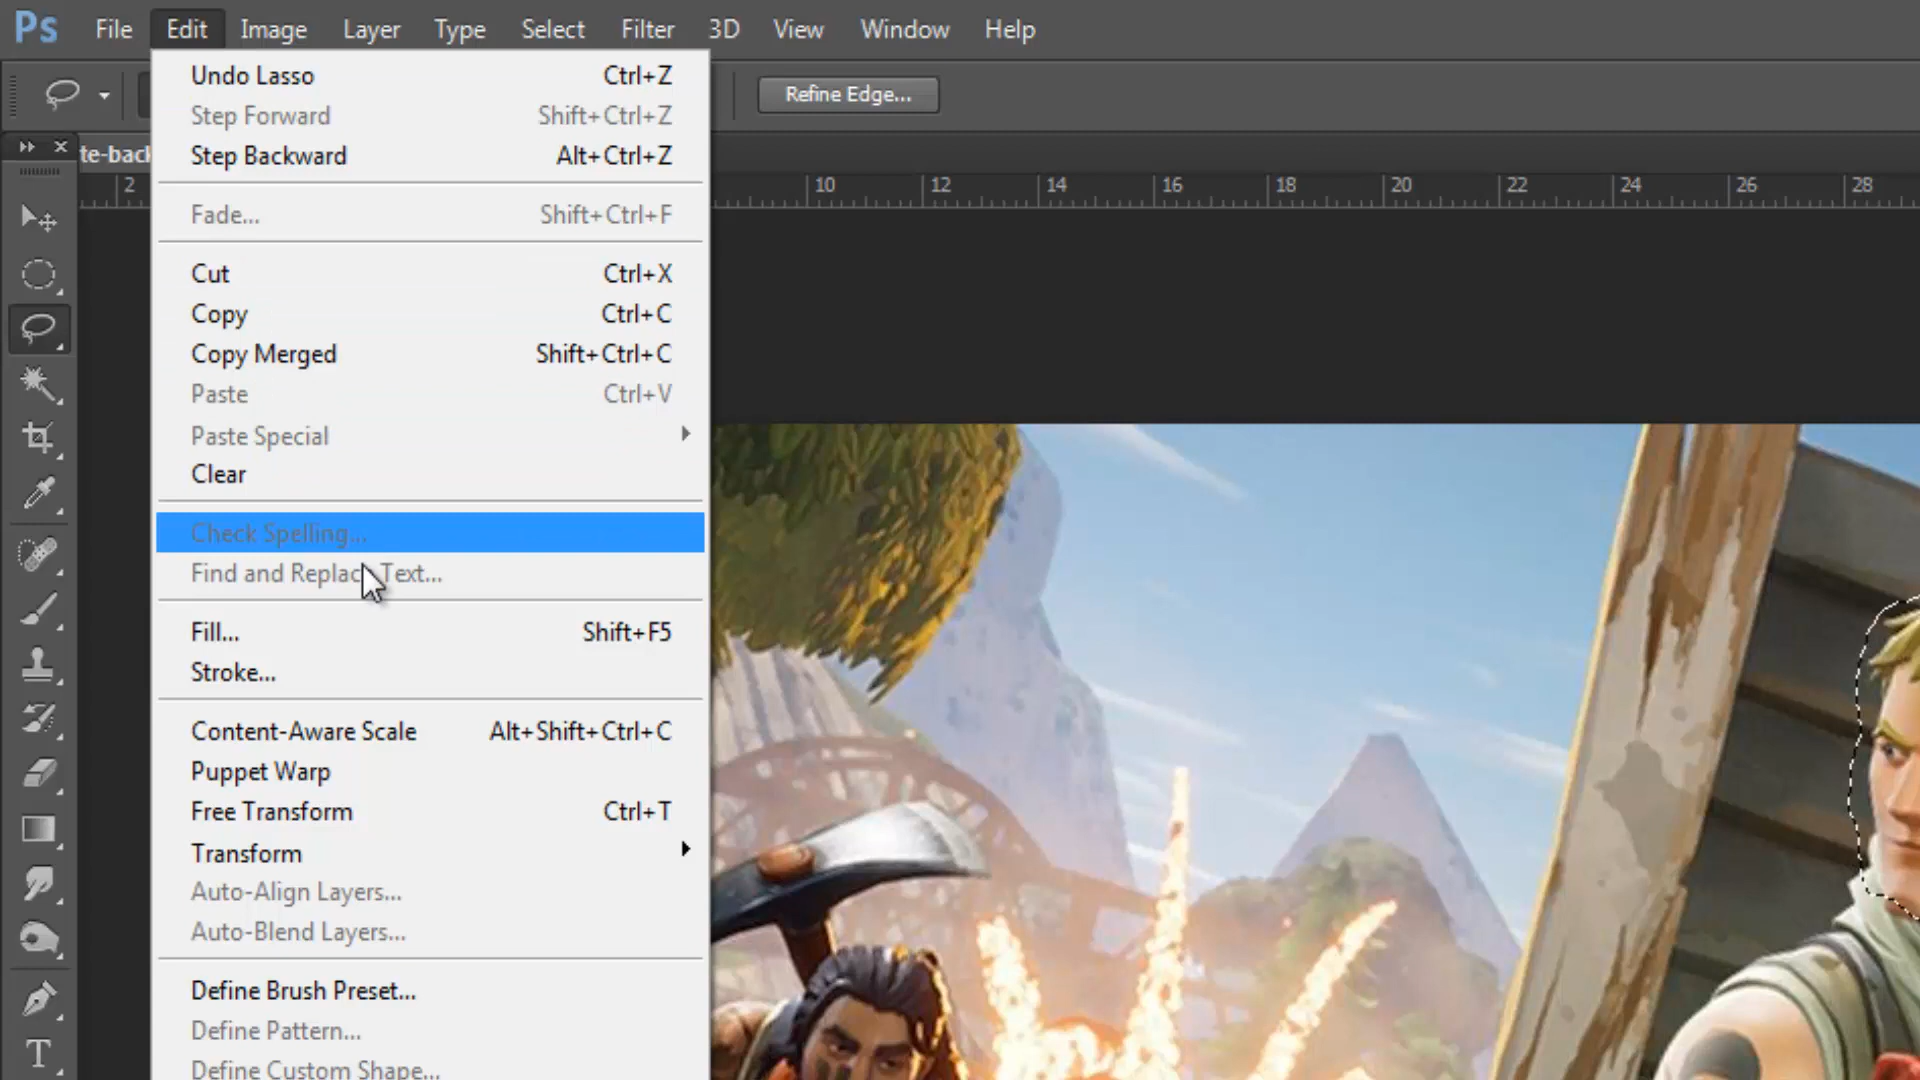 Ps File Edit Image Layer Type Select Filter 3D View Window Help
Refine Edge...
te-back
2 10 12 14 16 18 20 22 24 26 28
Undo Lasso Ctrl+Z
Step Forward Shift+Ctrl+Z
Step Backward Alt+Ctrl+Z
Fade... Shift+Ctrl+F
Cut Ctrl+X
Copy Ctrl+C
Copy Merged Shift+Ctrl+C
Paste Ctrl+V
Paste Special
Clear
Check Spelling...
Find and Replace Text...
Fill... Shift+F5
Stroke...
Content-Aware Scale Alt+Shift+Ctrl+C
Puppet Warp
Free Transform Ctrl+T
Transform
Auto-Align Layers...
Auto-Blend Layers...
Define Brush Preset...
Define Pattern...
Define Custom Shape...
T